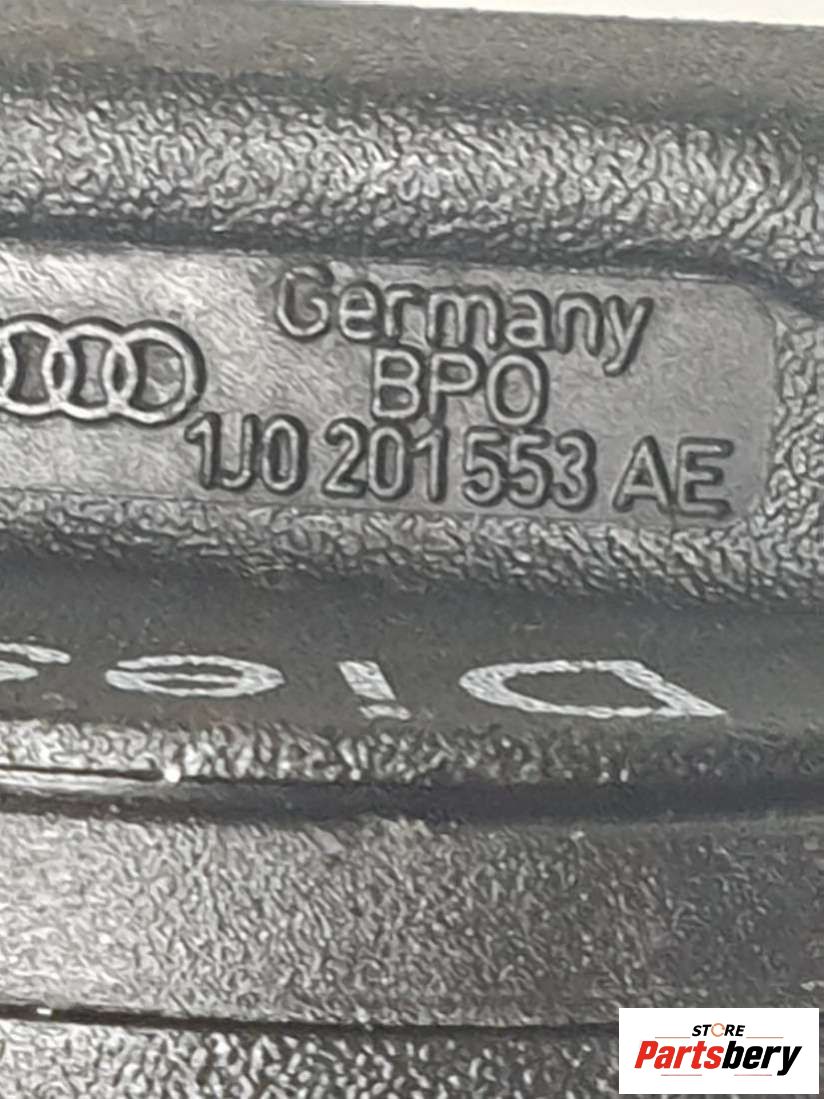 Germany
BPO
1J0 201 553 AE
STORE
Partsbery